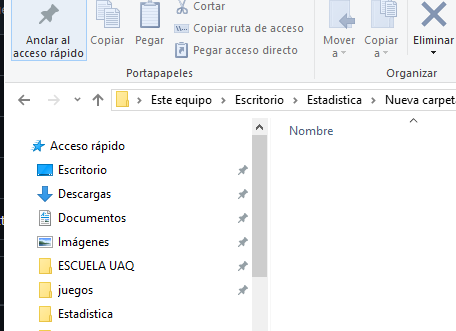 Cortar
Anclar al
acceso rápido
Copiar
Pegar
Copiar ruta de acceso
Pegar acceso directo
Mover
a
Copiar
a
Eliminar
Portapapeles
Organizar
Este equipo > Escritorio > Estadistica > Nueva carpet
Nombre
Acceso rápido
Escritorio
Descargas
Documentos
Imágenes
ESCUELA UAQ
juegos
Estadistica